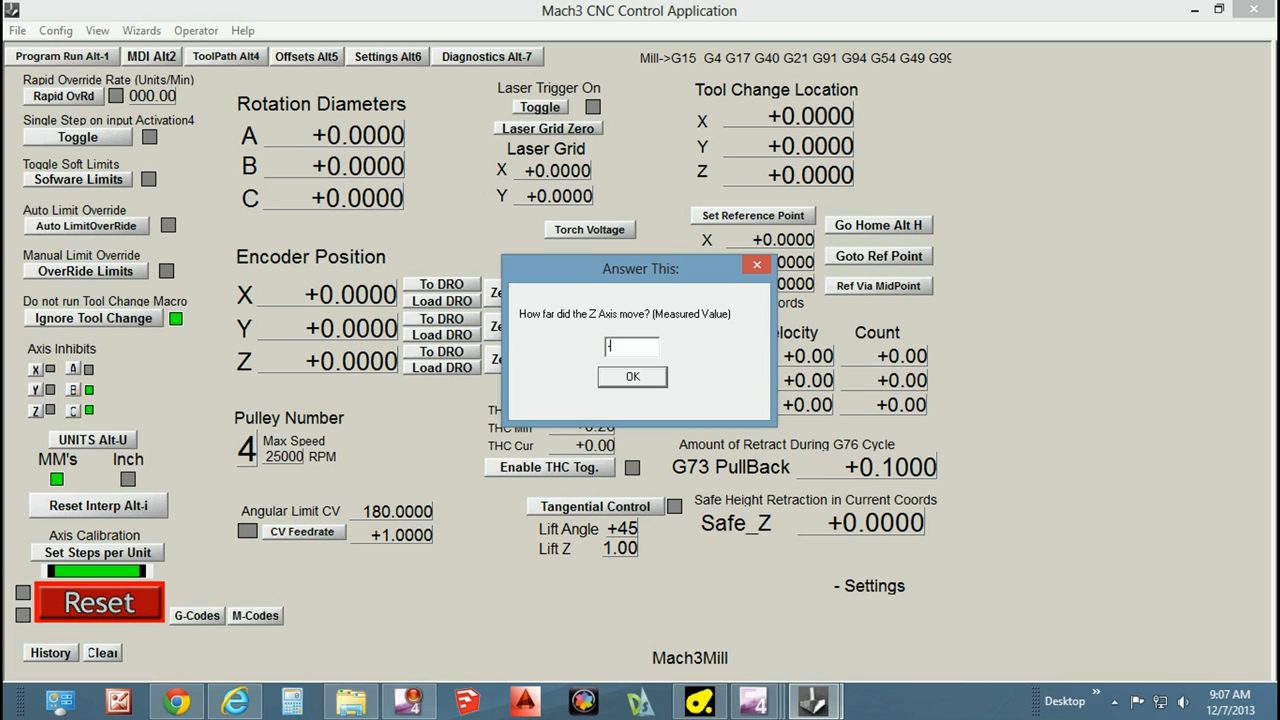 Mach3 CNC Control Application
File Config View Wizards Operator Help
Program Run Alt-1 MDI Alt2 ToolPath Alt4 Offsets Alt5 Settings Alt6 Diagnostics Alt-7
Mill->G15 G4 G17 G40 G21 G91 G94 G54 G49 G99
Rapid Override Rate (Units/Min)
Rapid OvRd 000.00
Single Step on input Activation4
Toggle
Toggle Soft Limits
Sofware Limits
Auto Limit Override
Auto LimitOverRide
Manual Limit Override
OverRide Limits
Do not run Tool Change Macro
Ignore Tool Change
Axis Inhibits
X A
Y B
Z C
UNITS Alt-U
MM's Inch
Reset Interp Alt-i
Axis Calibration
Set Steps per Unit
Reset
G-Codes M-Codes
History Clear
Rotation Diameters
A +0.0000
B +0.0000
C +0.0000
Encoder Position
X +0.0000
To DRO
Load DRO
Ze
Y +0.0000
To DRO
Load DRO
Ze
Z +0.0000
To DRO
Load DRO
Ze
Pulley Number
4 Max Speed
25000 RPM
Angular Limit CV 180.0000
CV Feedrate +1.0000
Laser Trigger On
Toggle
Laser Grid Zero
Laser Grid
X +0.0000
Y +0.0000
Torch Voltage
Tool Change Location
X +0.0000
Y +0.0000
Z +0.0000
Set Reference Point
X +0.0000
Go Home Alt H
Goto Ref Point
Ref Via MidPoint
Answer This:
How far did the Z Axis move? (Measured Value)
-
OK
ords
elocity Count
+0.00 +0.00
+0.00 +0.00
+0.00 +0.00
THC Min
THC Cur +0.00
Enable THC Tog.
Tangential Control
Lift Angle +45
Lift Z 1.00
Amount of Retract During G76 Cycle
G73 PullBack +0.1000
Safe Height Retraction in Current Coords
Safe_Z +0.0000
- Settings
Mach3Mill
Desktop
9:07 AM
12/7/2013